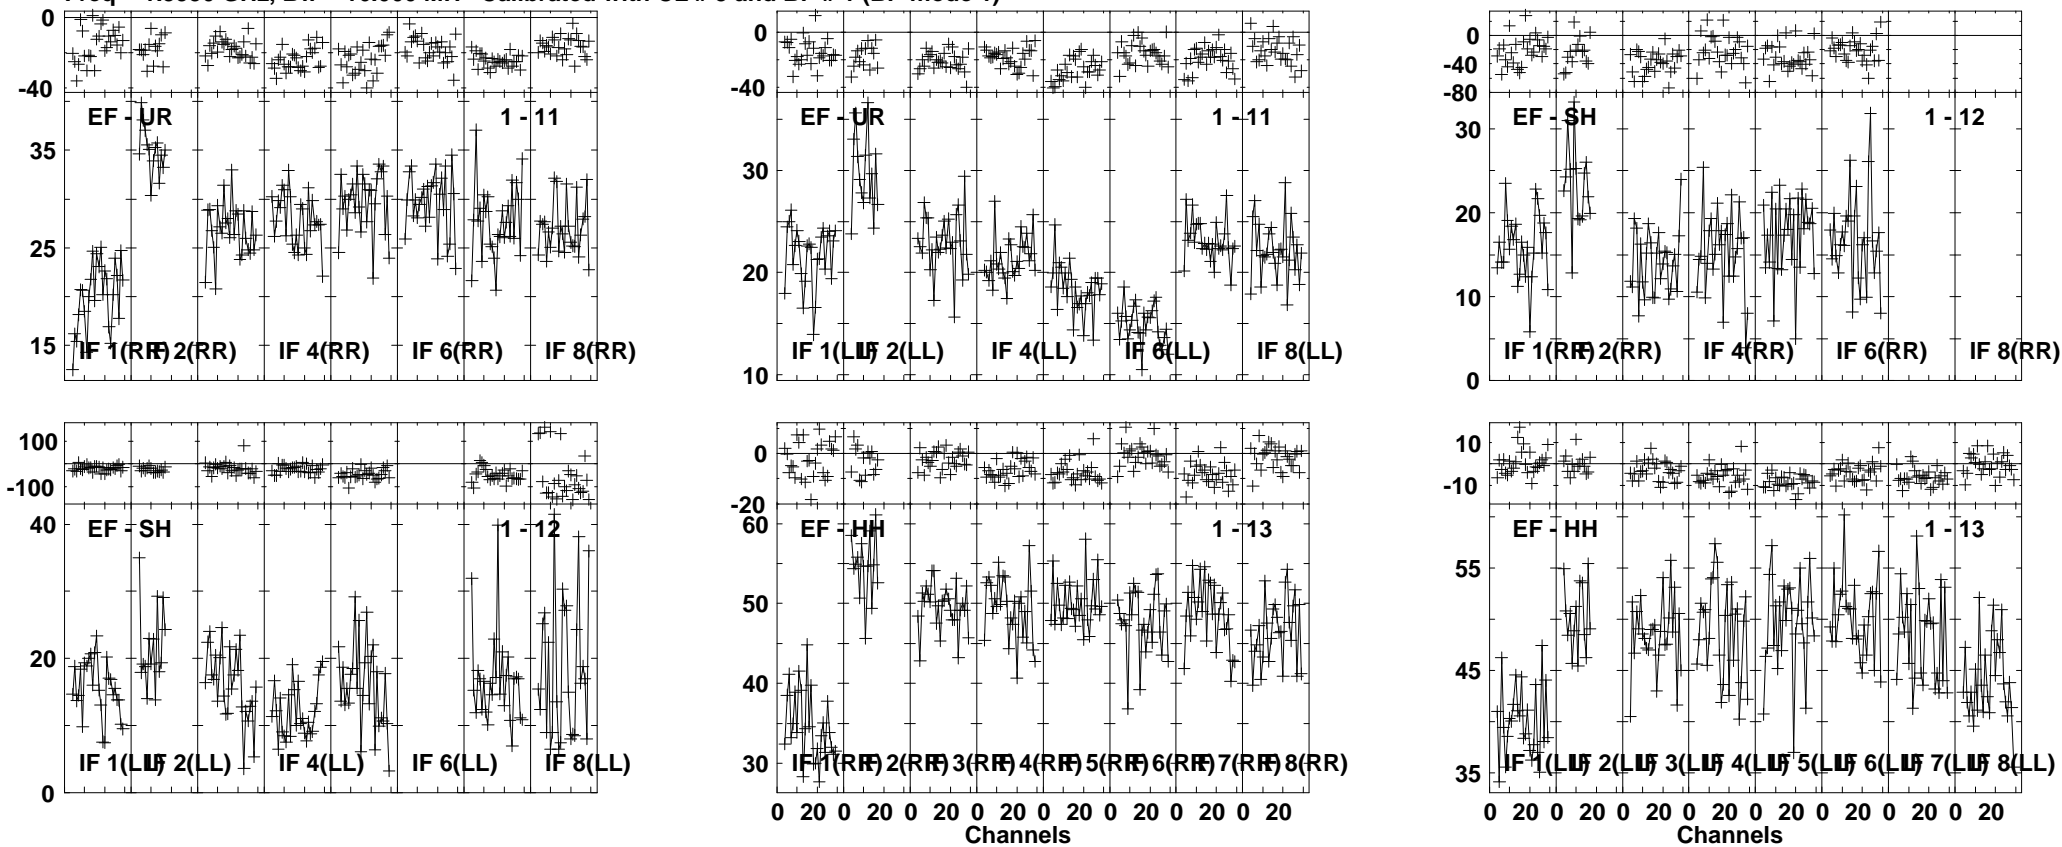 0
-40
EF - UR
1 - 11
35
25
15
IF 1(RR)
IF 2(RR)
IF 4(RR)
IF 6(RR)
IF 8(RR)
0
-40
EF - UR
1 - 11
30
20
10
IF 1(LL)
IF 2(LL)
IF 4(LL)
IF 6(LL)
IF 8(LL)
0
-40
-80
EF - SH
1 - 12
30
20
10
0
IF 1(RR)
IF 2(RR)
IF 4(RR)
IF 6(RR)
IF 8(RR)
100
-100
EF - SH
1 - 12
40
20
0
IF 1(LL)
IF 2(LL)
IF 4(LL)
IF 6(LL)
IF 8(LL)
0
-20
EF - HH
1 - 13
60
50
40
30
IF 1(RR)
IF 2(RR)
IF 3(RR)
IF 4(RR)
IF 5(RR)
IF 6(RR)
IF 7(RR)
IF 8(RR)
0 20 0 20 0 20 0 20 0 20 0 20 0 20 0 20
Channels
10
-10
EF - HH
1 - 13
55
45
35
IF 1(LL)
IF 2(LL)
IF 3(LL)
IF 4(LL)
IF 5(LL)
IF 6(LL)
IF 7(LL)
IF 8(LL)
0 20 0 20 0 20 0 20 0 20 0 20 0 20 0 20
Channels